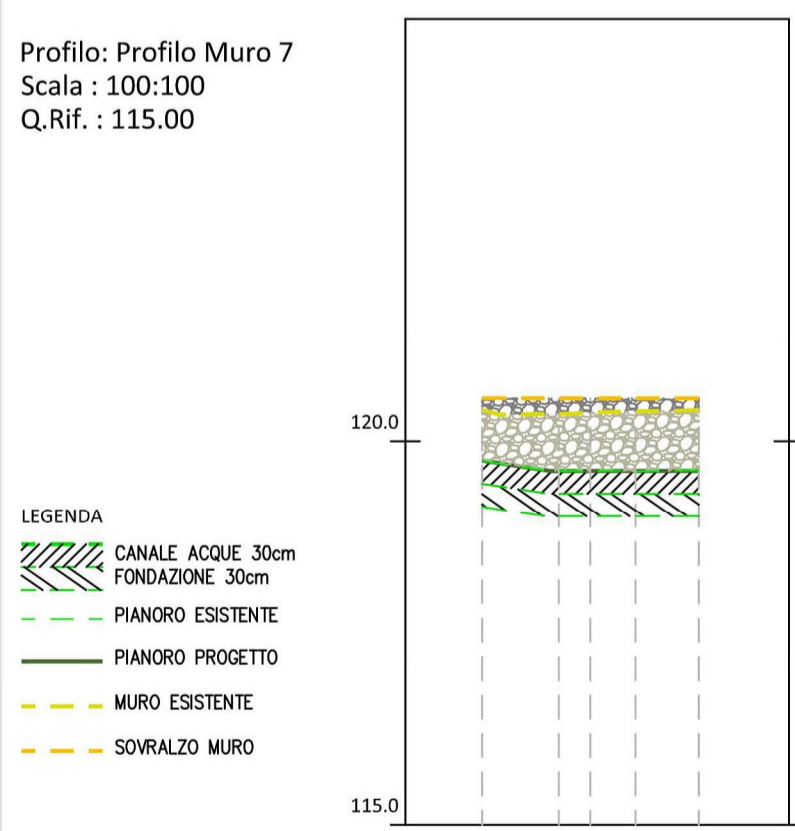 Profilo: Profilo Muro 7
Scala : 100:100
Q.Rif. : 115.00
120.0
LEGENDA
CANALE ACQUE 30cm
FONDAZIONE 30cm
PIANORO ESISTENTE
PIANORO PROGETTO
MURO ESISTENTE
SOVRALZO MURO
115.0